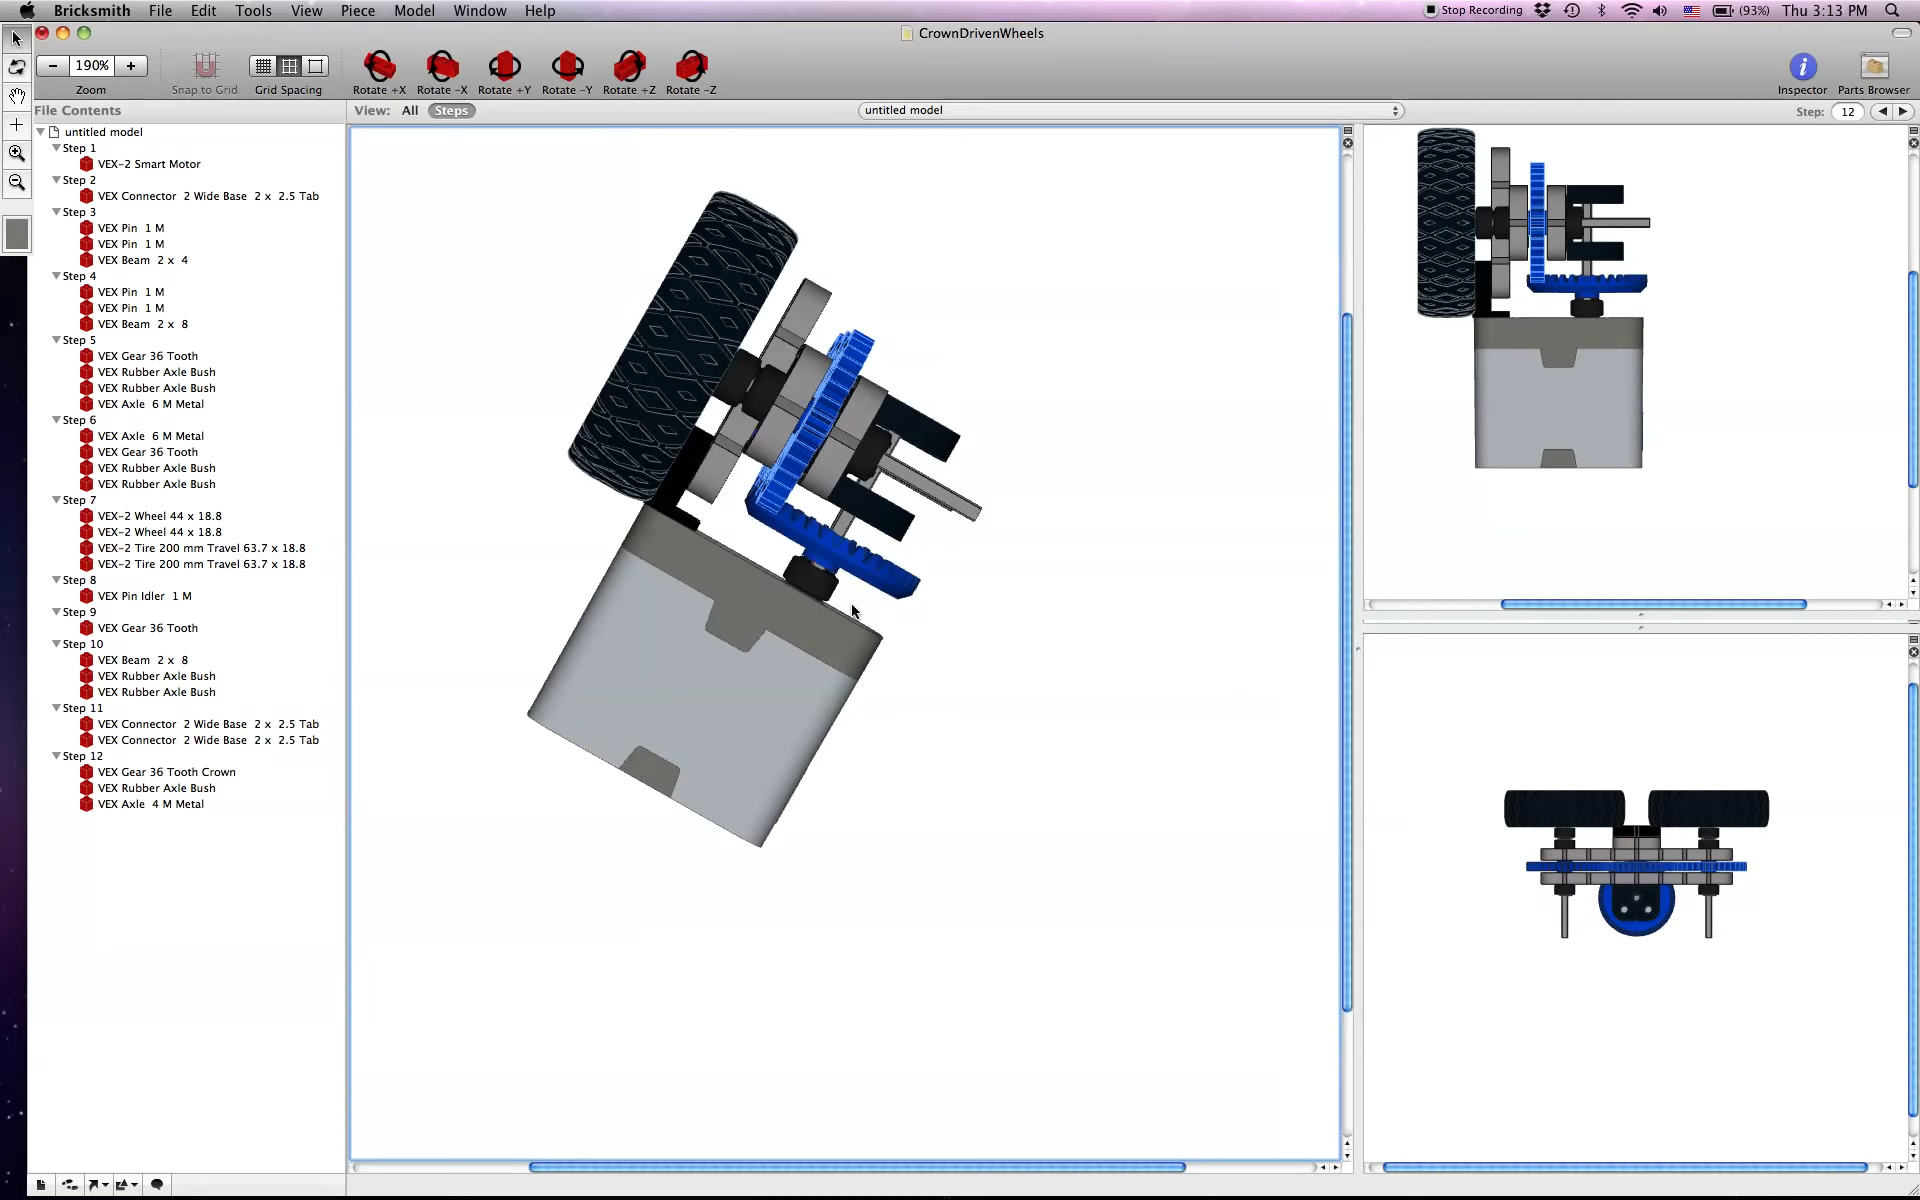 Bricksmith File Edit Tools View Piece Model Window Help Stop Recording (93%) Thu 3:13 PM
CrownDrivenWheels
190%
Zoom Snap to Grid Grid Spacing Rotate +X Rotate -X Rotate +Y Rotate -Y Rotate +Z Rotate -Z Inspector Parts Browser
File Contents View: All Steps untitled model Step: 12
untitled model
Step 1
VEX-2 Smart Motor
Step 2
VEX Connector 2 Wide Base 2 x 2.5 Tab
Step 3
VEX Pin 1 M
VEX Pin 1 M
VEX Beam 2 x 4
Step 4
VEX Pin 1 M
VEX Pin 1 M
VEX Beam 2 x 8
Step 5
VEX Gear 36 Tooth
VEX Rubber Axle Bush
VEX Rubber Axle Bush
VEX Axle 6 M Metal
Step 6
VEX Axle 6 M Metal
VEX Gear 36 Tooth
VEX Rubber Axle Bush
VEX Rubber Axle Bush
Step 7
VEX-2 Wheel 44 x 18.8
VEX-2 Wheel 44 x 18.8
VEX-2 Tire 200 mm Travel 63.7 x 18.8
VEX-2 Tire 200 mm Travel 63.7 x 18.8
Step 8
VEX Pin Idler 1 M
Step 9
VEX Gear 36 Tooth
Step 10
VEX Beam 2 x 8
VEX Rubber Axle Bush
VEX Rubber Axle Bush
Step 11
VEX Connector 2 Wide Base 2 x 2.5 Tab
VEX Connector 2 Wide Base 2 x 2.5 Tab
Step 12
VEX Gear 36 Tooth Crown
VEX Rubber Axle Bush
VEX Axle 4 M Metal